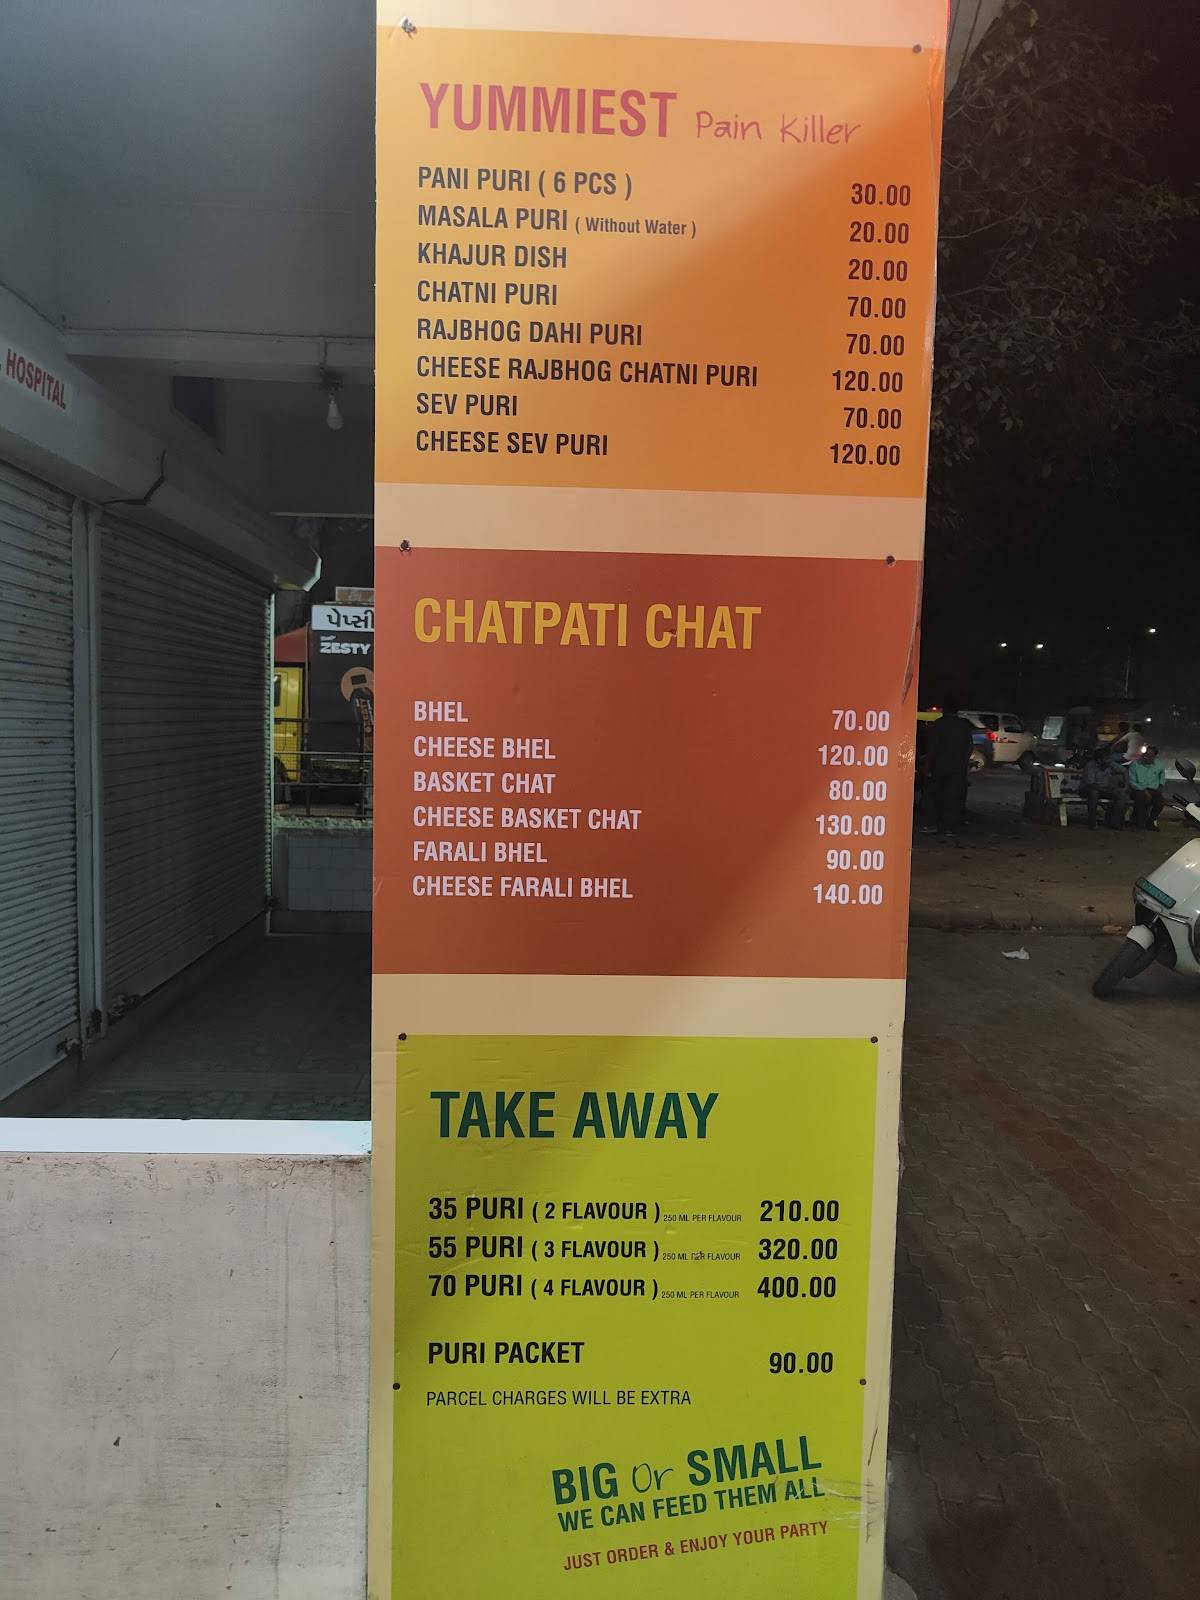 YUMMIEST Pain Killer
PANI PURI ( 6 PCS ) 30.00
MASALA PURI ( Without Water ) 20.00
KHAJUR DISH 20.00
CHATNI PURI 70.00
RAJBHOG DAHI PURI 70.00
CHEESE RAJBHOG CHATNI PURI 120.00
SEV PURI 70.00
CHEESE SEV PURI 120.00
HOSPITAL
પેપ્સી
ZESTY
CHATPATI CHAT
BHEL 70.00
CHEESE BHEL 120.00
BASKET CHAT 80.00
CHEESE BASKET CHAT 130.00
FARALI BHEL 90.00
CHEESE FARALI BHEL 140.00
TAKE AWAY
35 PURI ( 2 FLAVOUR ) 250 ML PER FLAVOUR 210.00
55 PURI ( 3 FLAVOUR ) 250 ML PER FLAVOUR 320.00
70 PURI ( 4 FLAVOUR ) 250 ML PER FLAVOUR 400.00
PURI PACKET 90.00
PARCEL CHARGES WILL BE EXTRA
BIG or SMALL
WE CAN FEED THEM ALL
JUST ORDER & ENJOY YOUR PARTY